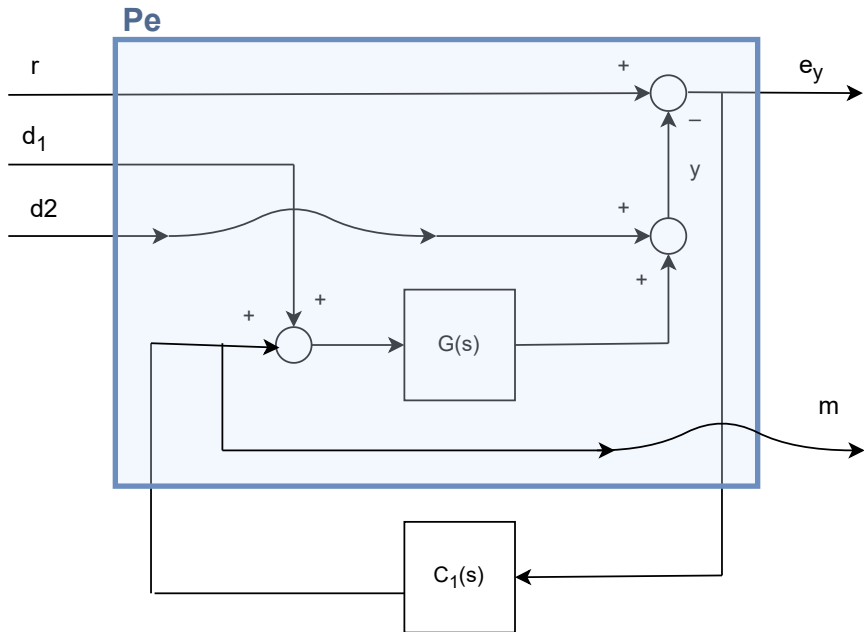 Pe
r
+
e_y
d_1
–
y
d2
+
+
+
+
G(s)
m
C_1(s)